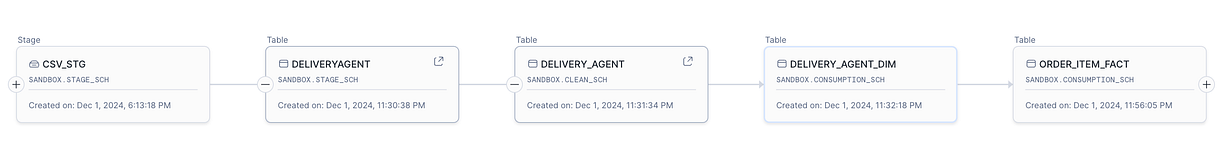 Stage
CSV_STG
SANDBOX.STAGE_SCH
Created on: Dec 1, 2024, 6:13:18 PM
Table
DELIVERYAGENT
SANDBOX.STAGE_SCH
Created on: Dec 1, 2024, 11:30:38 PM
Table
DELIVERY_AGENT
SANDBOX.CLEAN_SCH
Created on: Dec 1, 2024, 11:31:34 PM
Table
DELIVERY_AGENT_DIM
SANDBOX.CONSUMPTION_SCH
Created on: Dec 1, 2024, 11:32:18 PM
Table
ORDER_ITEM_FACT
SANDBOX.CONSUMPTION_SCH
Created on: Dec 1, 2024, 11:56:05 PM